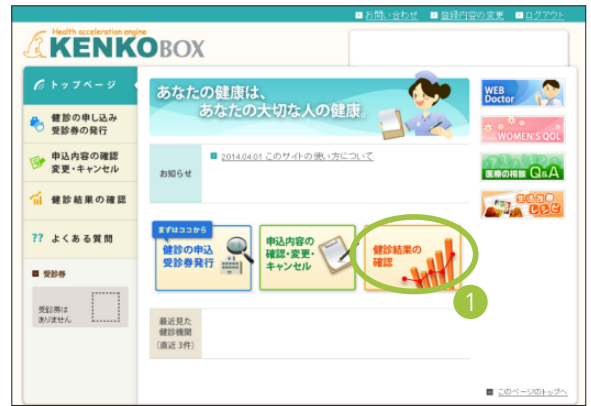 お問い合わせ 登録内容の変更 ログアウト
Health acceleration engine
KENKOBOX
トップページ
健診の申し込み
受診券の発行
申込内容の確認
変更・キャンセル
健診結果の確認
?? よくある質問
受診券
受診券は
ありません
あなたの健康は、
あなたの大切な人の健康。
お知らせ
2014.04.01 このサイトの使い方について
まずはココから
健診の申込
受診券発行
申込内容の
確認・変更・
キャンセル
健診結果の
確認
1
最近見た
健診機関
(直近 3件)
WEB
Doctor
WOMEN'S QOL
医療の相談 Q&A
生活改善
レシピ
このページのトップへ